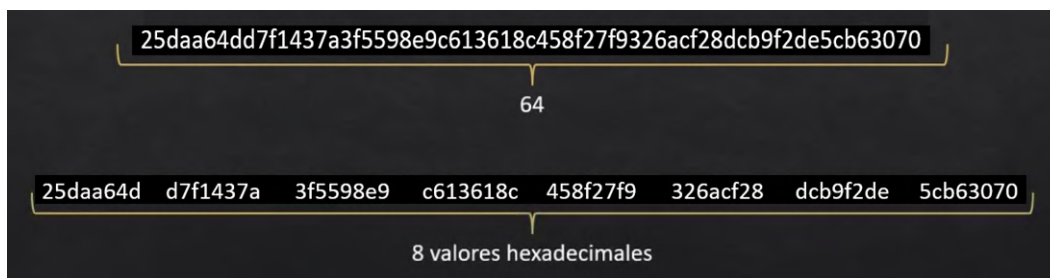 25daa64dd7f1437a3f5598e9c613618c458f27f9326acf28dcb9f2de5cb63070
64
25daa64d d7f1437a 3f5598e9 c613618c 458f27f9 326acf28 dcb9f2de 5cb63070
8 valores hexadecimales